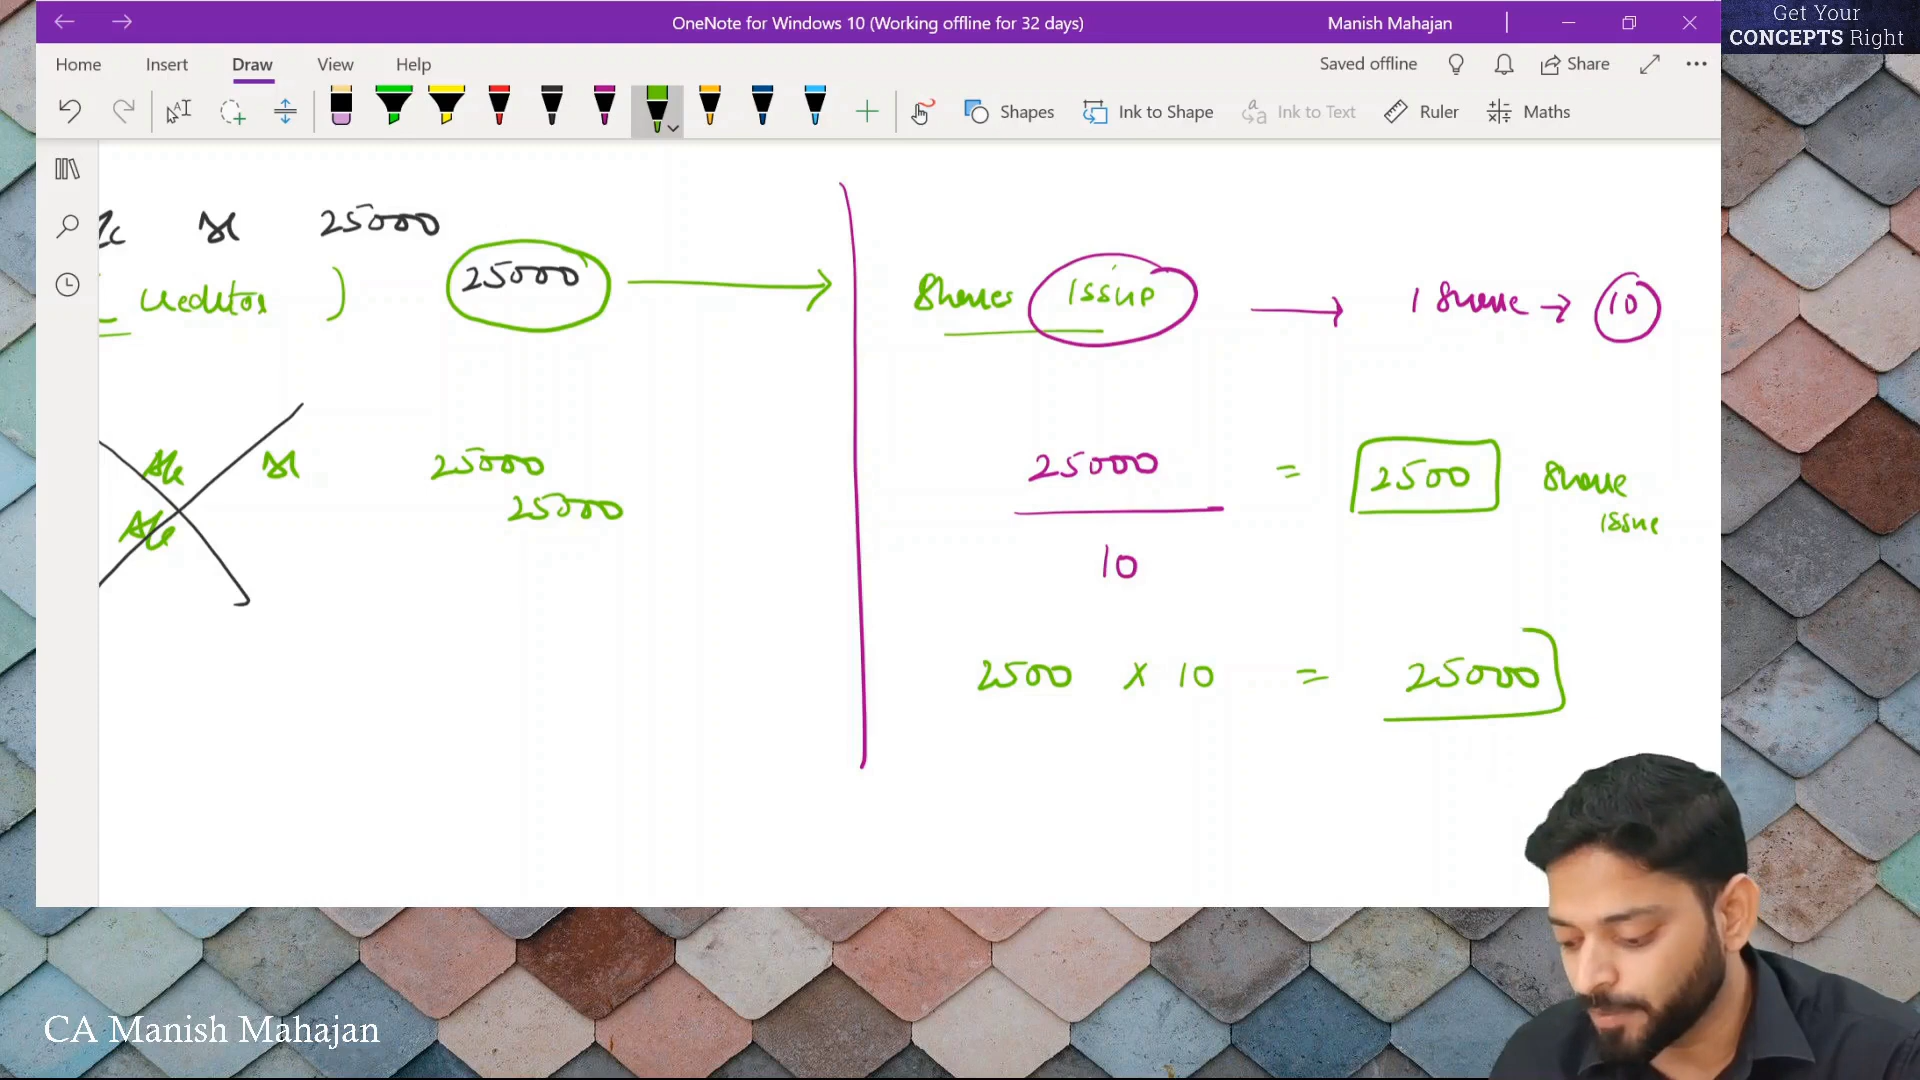 OneNote for Windows 10 (Working offline for 32 days)
Manish Mahajan
Get Your
CONCEPTS Right
Home Insert Draw View Help
Saved offline
Share
Shapes
Ink to Shape
Ink to Text
Ruler
Maths
25000
creditor ) 25000
25000
25000
Shares issue → 1 Share → 10
25000 = 2500 Share
issue
10
2500 x 10 = 25000
CA Manish Mahajan